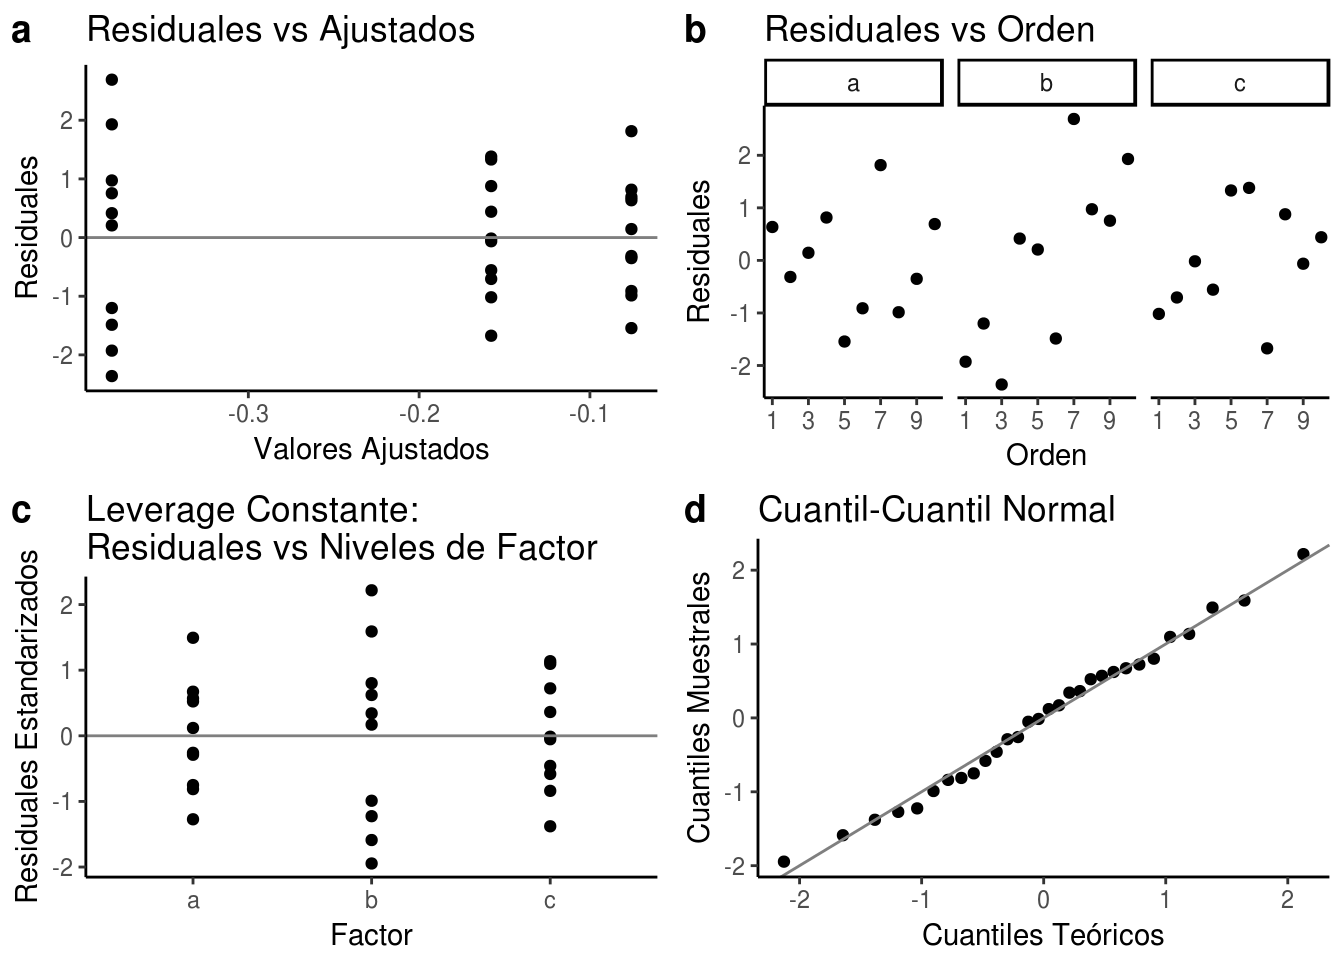 a Residuales vs Ajustados
Residuales
2
1
0
-1
-2
-0.3 -0.2 -0.1
Valores Ajustados
b Residuales vs Orden
a b c
Residuales
2
1
0
-1
-2
1 3 5 7 9 1 3 5 7 9 1 3 5 7 9
Orden
c Leverage Constante:
Residuales vs Niveles de Factor
Residuales Estandarizados
2
1
0
-1
-2
a b c
Factor
d Cuantil-Cuantil Normal
Cuantiles Muestrales
2
1
0
-1
-2
-2 -1 0 1 2
Cuantiles Teóricos